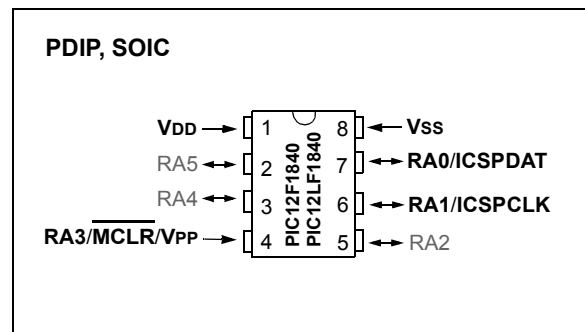 PDIP, SOIC
VDD 1 8 VSS
RA5 2 7 RA0/ICSPDAT
RA4 3 6 RA1/ICSPCLK
RA3/MCLR/VPP 4 5 RA2
PIC12F1840
PIC12LF1840